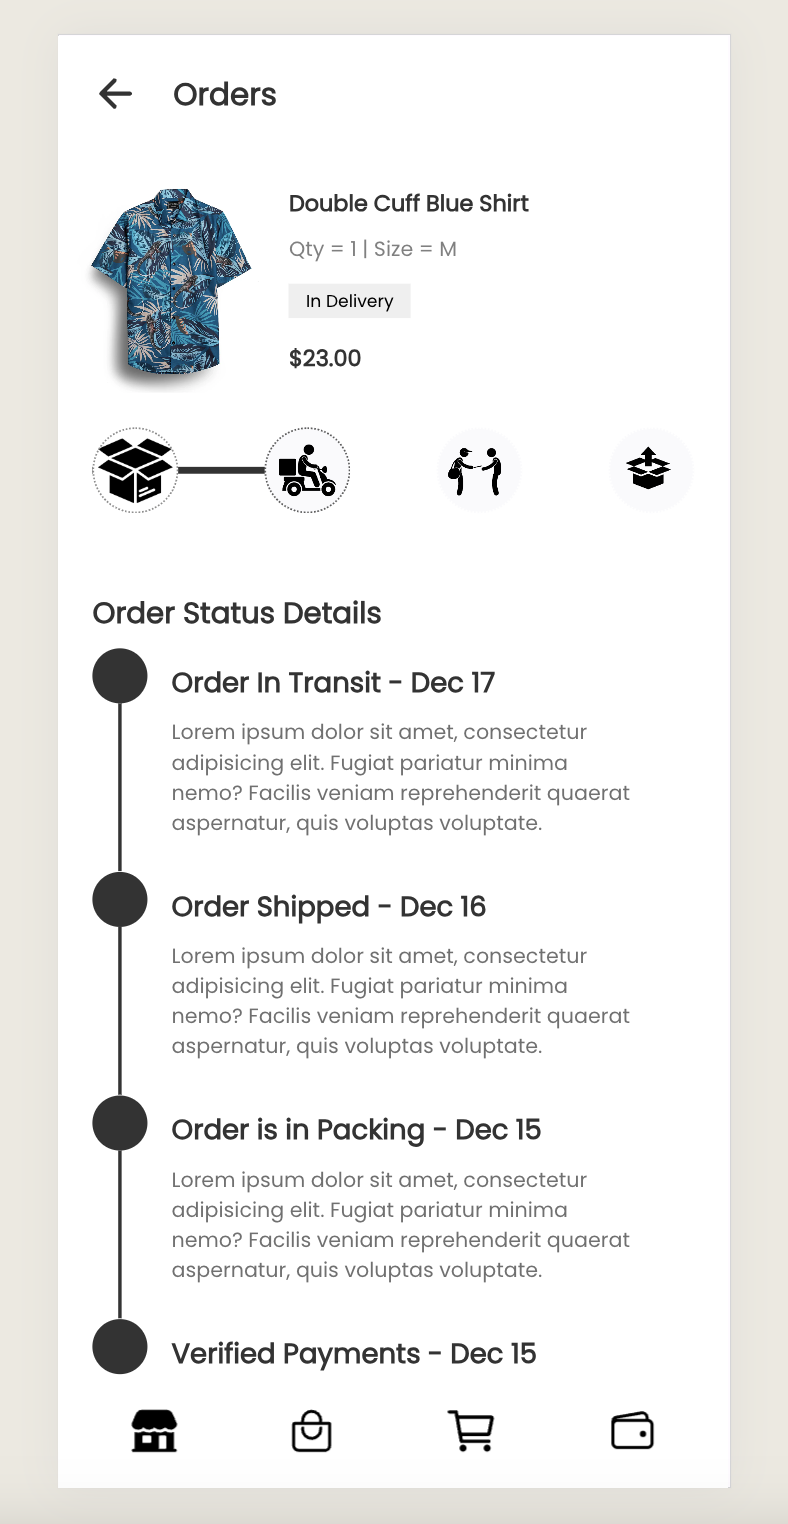 Orders
Double Cuff Blue Shirt
Qty = 1 | Size = M
In Delivery
$23.00
Order Status Details
Order In Transit - Dec 17
Lorem ipsum dolor sit amet, consectetur
adipisicing elit. Fugiat pariatur minima
nemo? Facilis veniam reprehenderit quaerat
aspernatur, quis voluptas voluptate.
Order Shipped - Dec 16
Lorem ipsum dolor sit amet, consectetur
adipisicing elit. Fugiat pariatur minima
nemo? Facilis veniam reprehenderit quaerat
aspernatur, quis voluptas voluptate.
Order is in Packing - Dec 15
Lorem ipsum dolor sit amet, consectetur
adipisicing elit. Fugiat pariatur minima
nemo? Facilis veniam reprehenderit quaerat
aspernatur, quis voluptas voluptate.
Verified Payments - Dec 15